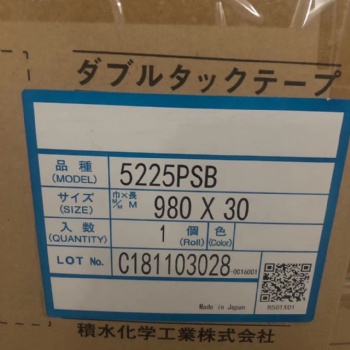 ダブルタックテープ
品種 (MODEL) 5225PSB
サイズ (SIZE) 巾×長 M/M M 980 X 30
入数 (QUANTITY) 1 個 (Roll) 色 (Color)
LOT No. C181103028-0016001
Made in Japan RS01X01
積水化学工業株式会社